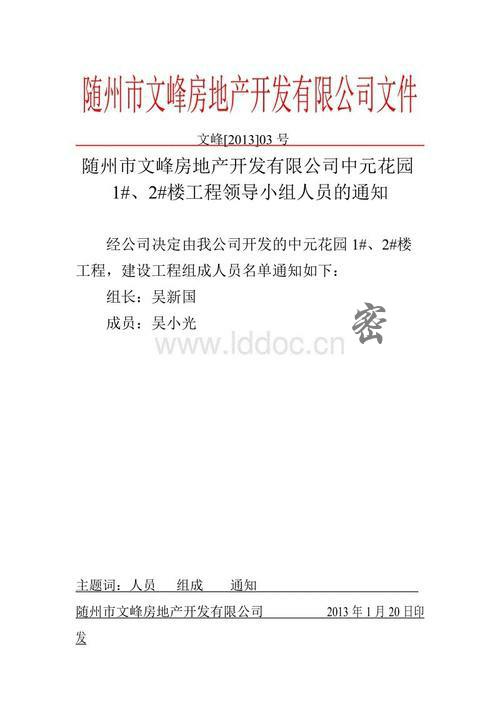 随州市文峰房地产开发有限公司文件
文峰[2013]03 号
随州市文峰房地产开发有限公司中元花园
1#、2#楼工程领导小组人员的通知
经公司决定由我公司开发的中元花园 1#、2#楼
工程，建设工程组成人员名单通知如下：
组长：吴新国
成员：吴小光
密
www.lddoc.cn
主题词：人员 组成 通知
随州市文峰房地产开发有限公司 2013 年 1 月 20 日印
发